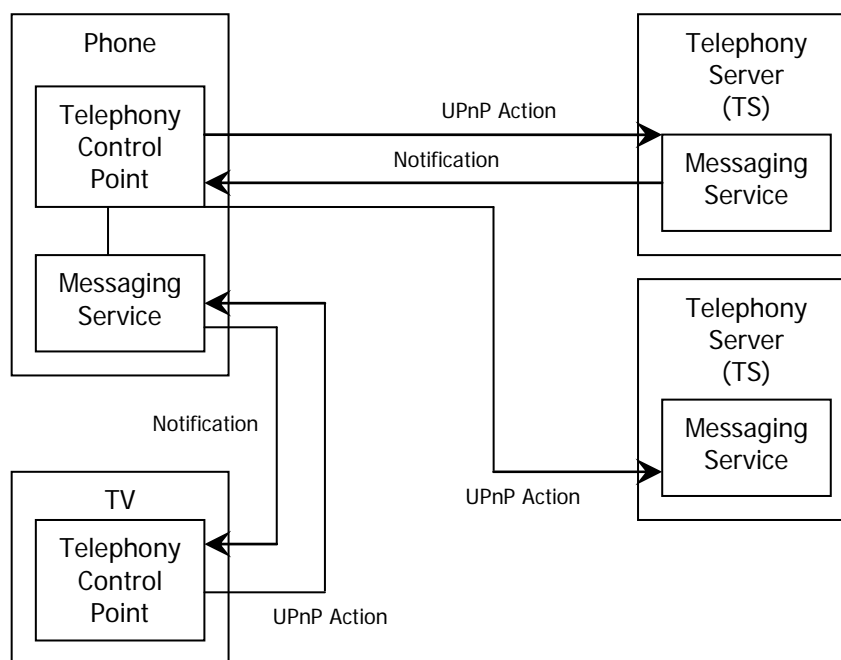 Phone
Telephony
Control
Point
Messaging
Service
UPnP Action
Notification
Telephony
Server
(TS)
Messaging
Service
Telephony
Server
(TS)
Messaging
Service
UPnP Action
Notification
TV
Telephony
Control
Point
UPnP Action